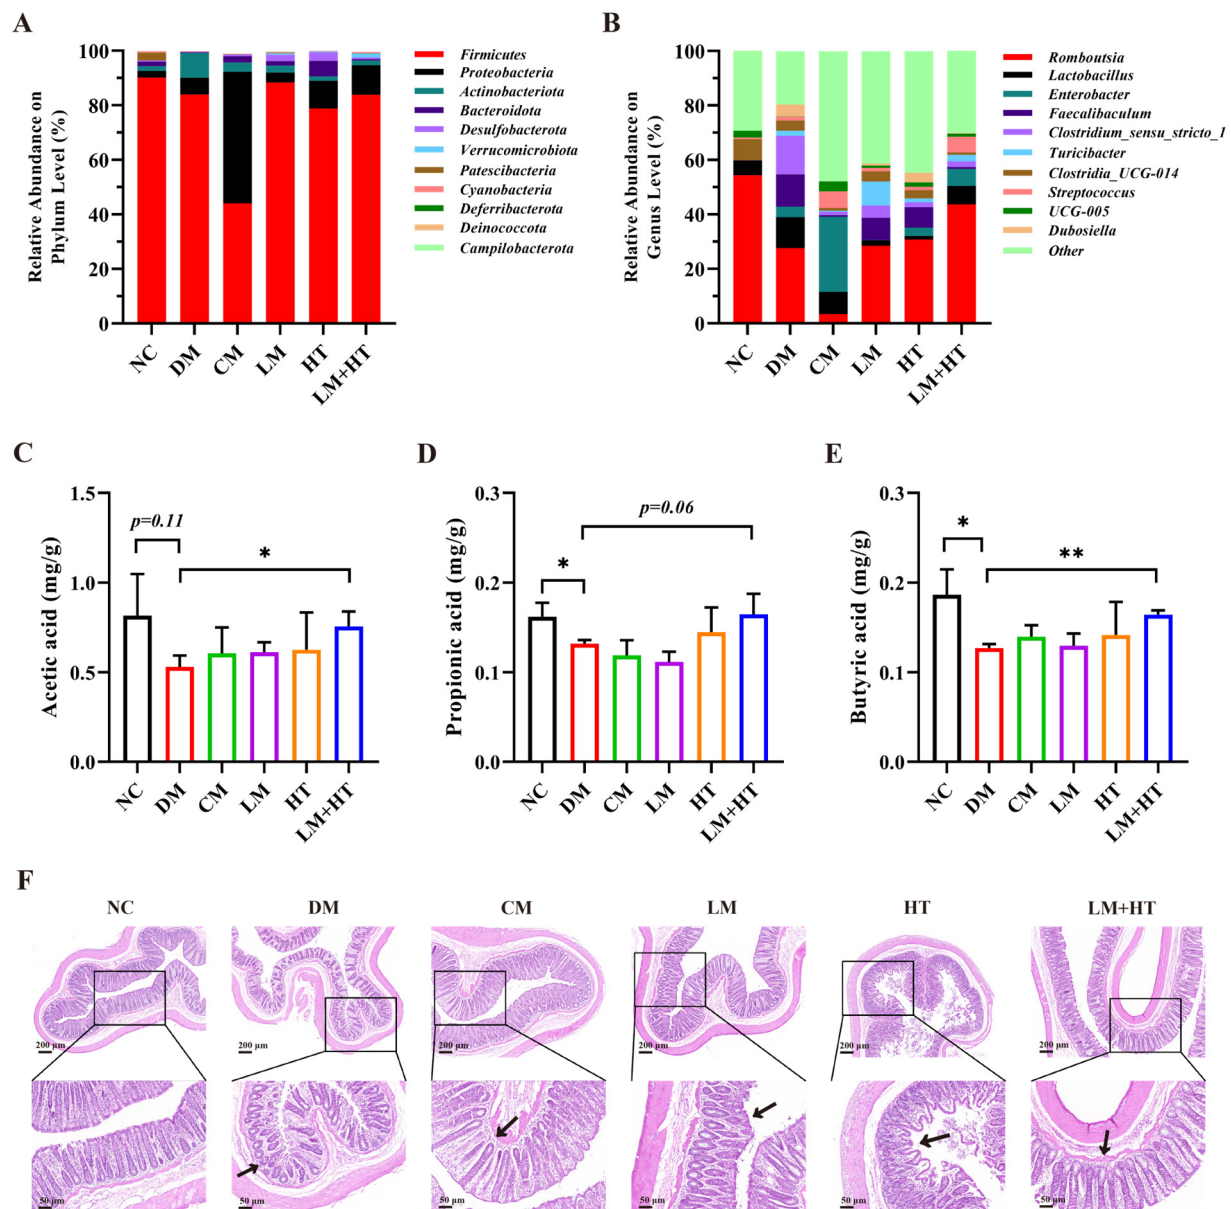 A
Relative Abundance on
Phylum Level (%)
100
80
60
40
20
0
NC
DM
CM
LM
HT
LM+HT
Firmicutes
Proteobacteria
Actinobacteriota
Bacteroidota
Desulfobacterota
Verrucomicrobiota
Patescibacteria
Cyanobacteria
Deferribacterota
Deinococcota
Campilobacterota
B
Relative Abundance on
Genus Level (%)
100
80
60
40
20
0
NC
DM
CM
LM
HT
LM+HT
Romboutsia
Lactobacillus
Enterobacter
Faecalibaculum
Clostridium_sensu_stricto_1
Turicibacter
Clostridia_UCG-014
Streptococcus
UCG-005
Dubosiella
Other
C
Acetic acid (mg/g)
1.5
1.0
0.5
0.0
p=0.11
*
NC
DM
CM
LM
HT
LM+HT
D
Propionic acid (mg/g)
0.3
0.2
0.1
0.0
*
p=0.06
NC
DM
CM
LM
HT
LM+HT
E
Butyric acid (mg/g)
0.3
0.2
0.1
0.0
*
**
NC
DM
CM
LM
HT
LM+HT
F
NC
DM
CM
LM
HT
LM+HT
200 μm
200 μm
200 μm
200 μm
200 μm
200 μm
50 μm
50 μm
50 μm
50 μm
50 μm
50 μm